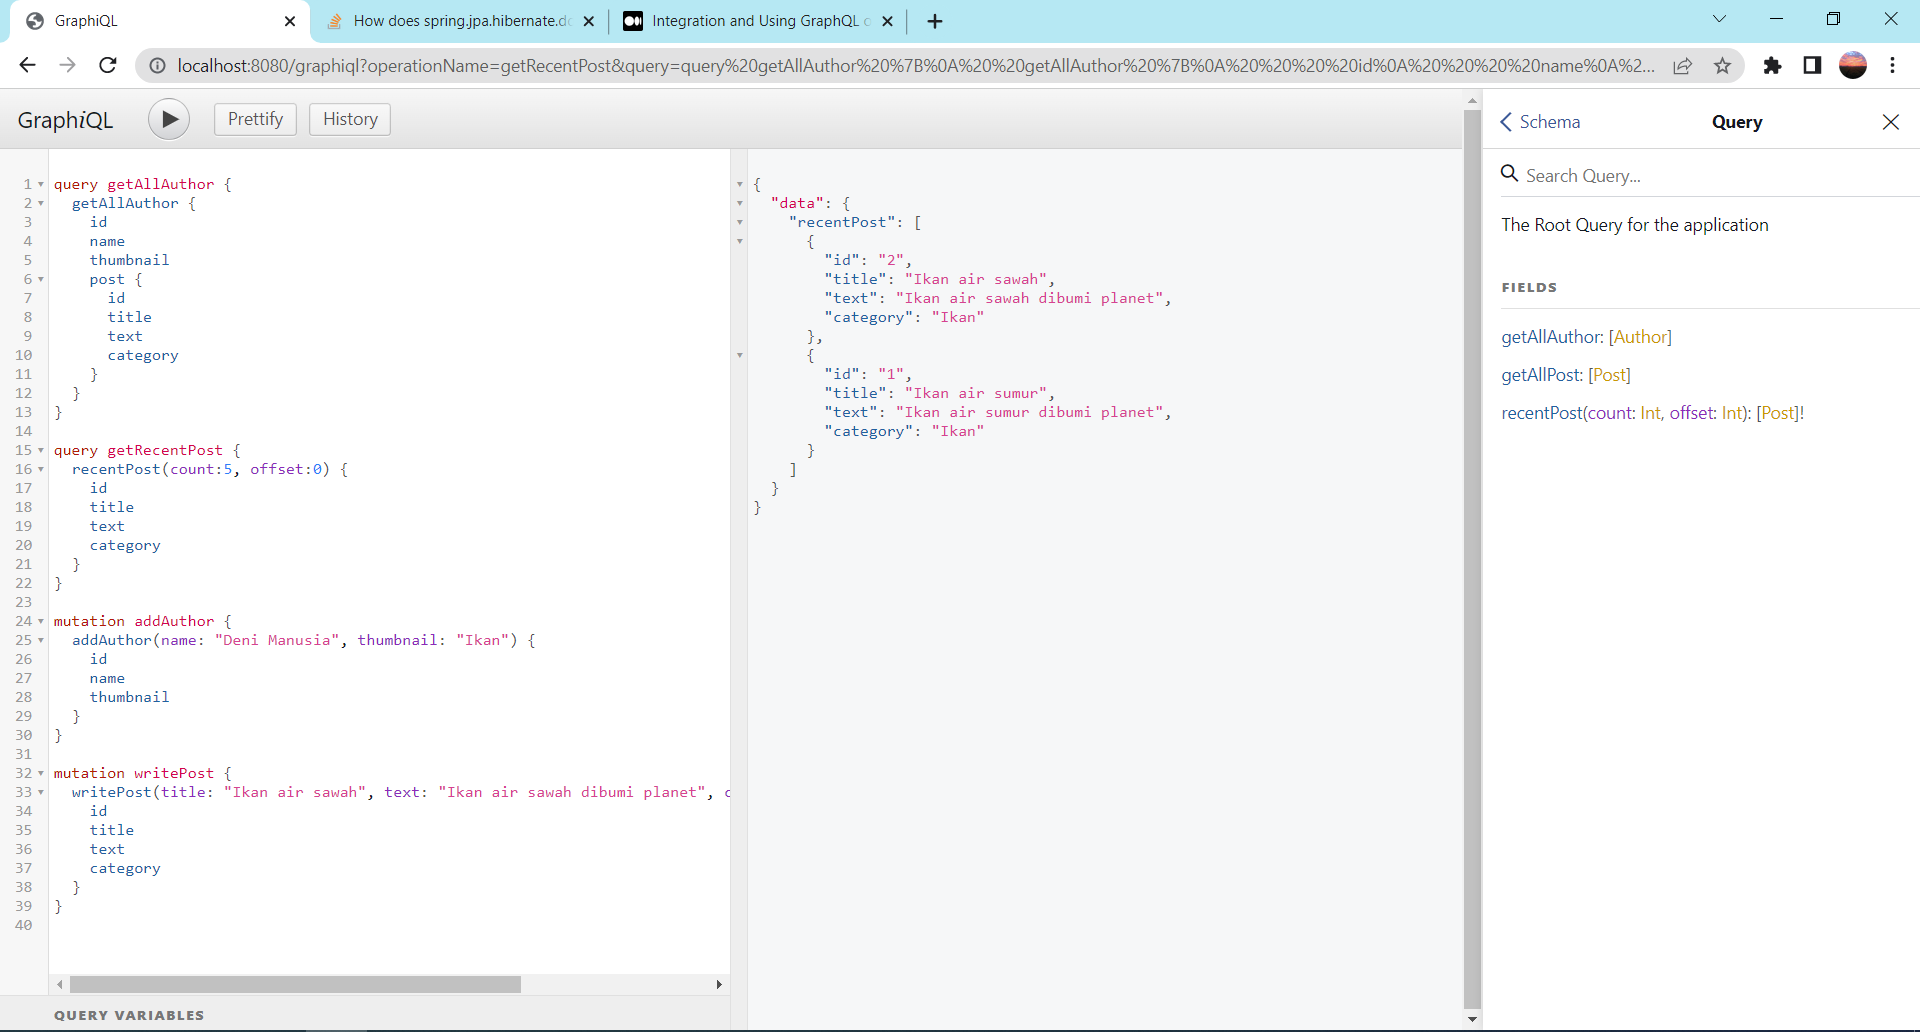 GraphiQL
How does spring.jpa.hibernate.dc
Integration and Using GraphQL o
localhost:8080/graphiql?operationName=getRecentPost&query=query%20getAllAuthor%20%7B%0A%20%20getAllAuthor%20%7B%0A%20%20%20%20id%0A%20%20%20%20name%0A%2...
GraphiQL
Prettify
History
1 query getAllAuthor {
2 getAllAuthor {
3 id
4 name
5 thumbnail
6 post {
7 id
8 title
9 text
10 category
11 }
12 }
13 }
14
15 query getRecentPost {
16 recentPost(count:5, offset:0) {
17 id
18 title
19 text
20 category
21 }
22 }
23
24 mutation addAuthor {
25 addAuthor(name: "Deni Manusia", thumbnail: "Ikan") {
26 id
27 name
28 thumbnail
29 }
30 }
31
32 mutation writePost {
33 writePost(title: "Ikan air sawah", text: "Ikan air sawah dibumi planet", c
34 id
35 title
36 text
37 category
38 }
39 }
40
QUERY VARIABLES
{
"data": {
"recentPost": [
{
"id": "2",
"title": "Ikan air sawah",
"text": "Ikan air sawah dibumi planet",
"category": "Ikan"
},
{
"id": "1",
"title": "Ikan air sumur",
"text": "Ikan air sumur dibumi planet",
"category": "Ikan"
}
]
}
}
Schema
Query
Search Query...
The Root Query for the application
FIELDS
getAllAuthor: [Author]
getAllPost: [Post]
recentPost(count: Int, offset: Int): [Post]!